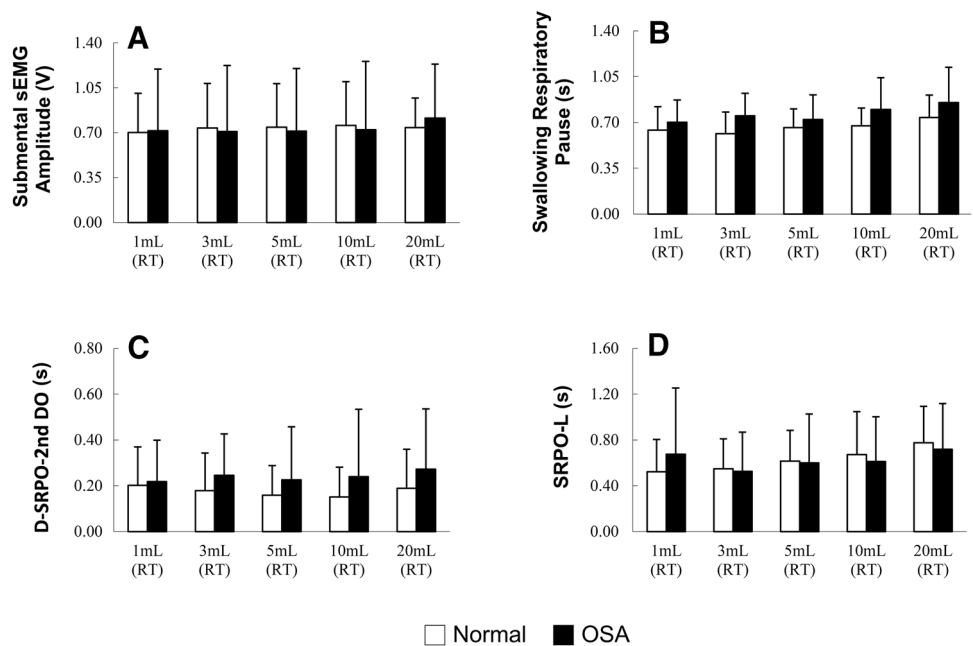 A
Submental sEMG
Amplitude (V)
1.40
1.05
0.70
0.35
0.00
1mL 3mL 5mL 10mL 20mL
(RT) (RT) (RT) (RT) (RT)
B
Swallowing Respiratory
Pause (s)
1.40
1.05
0.70
0.35
0.00
1mL 3mL 5mL 10mL 20mL
(RT) (RT) (RT) (RT) (RT)
C
D-SRPO-2nd DO (s)
0.80
0.60
0.40
0.20
0.00
1mL 3mL 5mL 10mL 20mL
(RT) (RT) (RT) (RT) (RT)
D
SRPO-L (s)
1.60
1.20
0.80
0.40
0.00
1mL 3mL 5mL 10mL 20mL
(RT) (RT) (RT) (RT) (RT)
Normal OSA